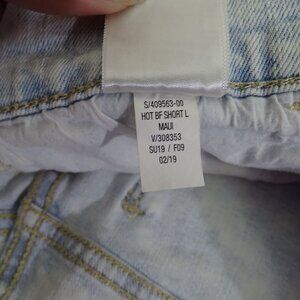 S/409563-00
HOT BF SHORT L
MAUI
V/308353
SU19 / F09
02/19